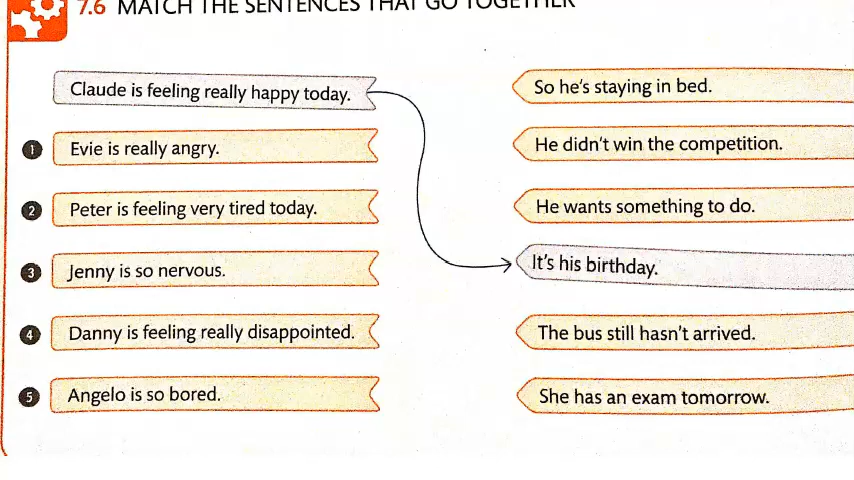 7.6 MATCH THE SENTENCES THAT GO TOGETHER
Claude is feeling really happy today.
1 Evie is really angry.
2 Peter is feeling very tired today.
3 Jenny is so nervous.
4 Danny is feeling really disappointed.
5 Angelo is so bored.
So he's staying in bed.
He didn't win the competition.
He wants something to do.
It's his birthday.
The bus still hasn't arrived.
She has an exam tomorrow.